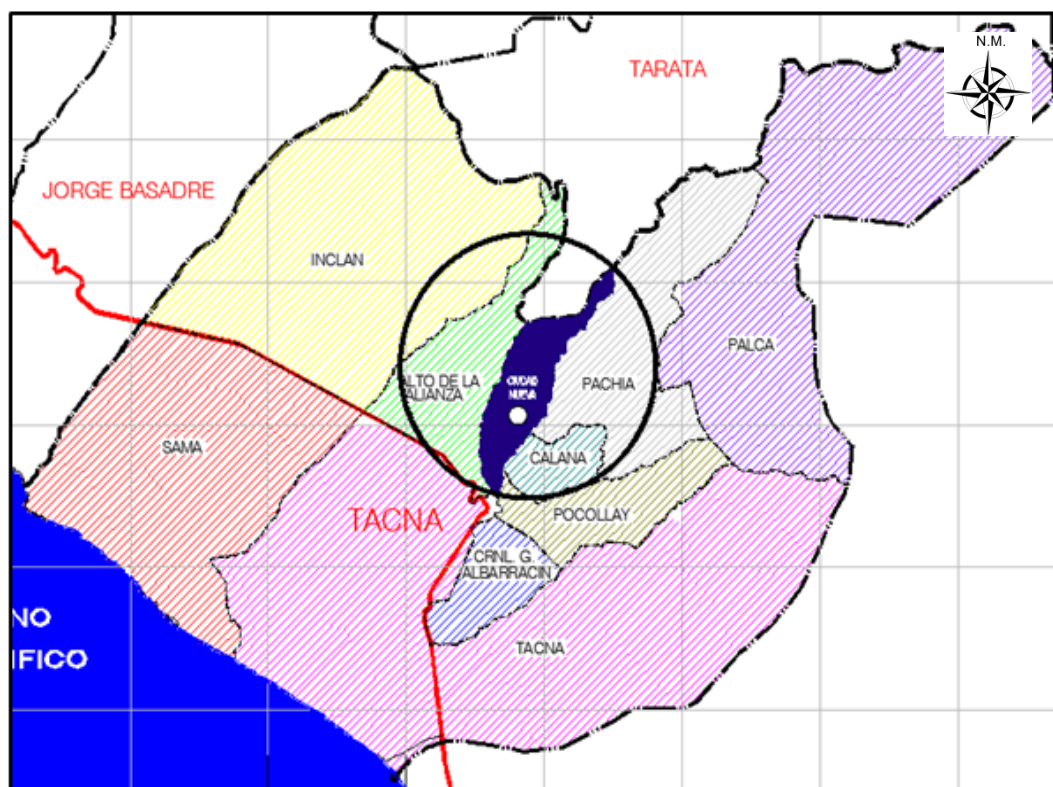 N.M.
TARATA
JORGE BASADRE
INCLAN
PALCA
CIUDAD
NUEVA
ALTO DE LA
ALIANZA
PACHIA
SAMA
CALANA
TACNA
POCOLLAY
CRNL. G.
ALBARRACIN
NO
IFICO
TACNA